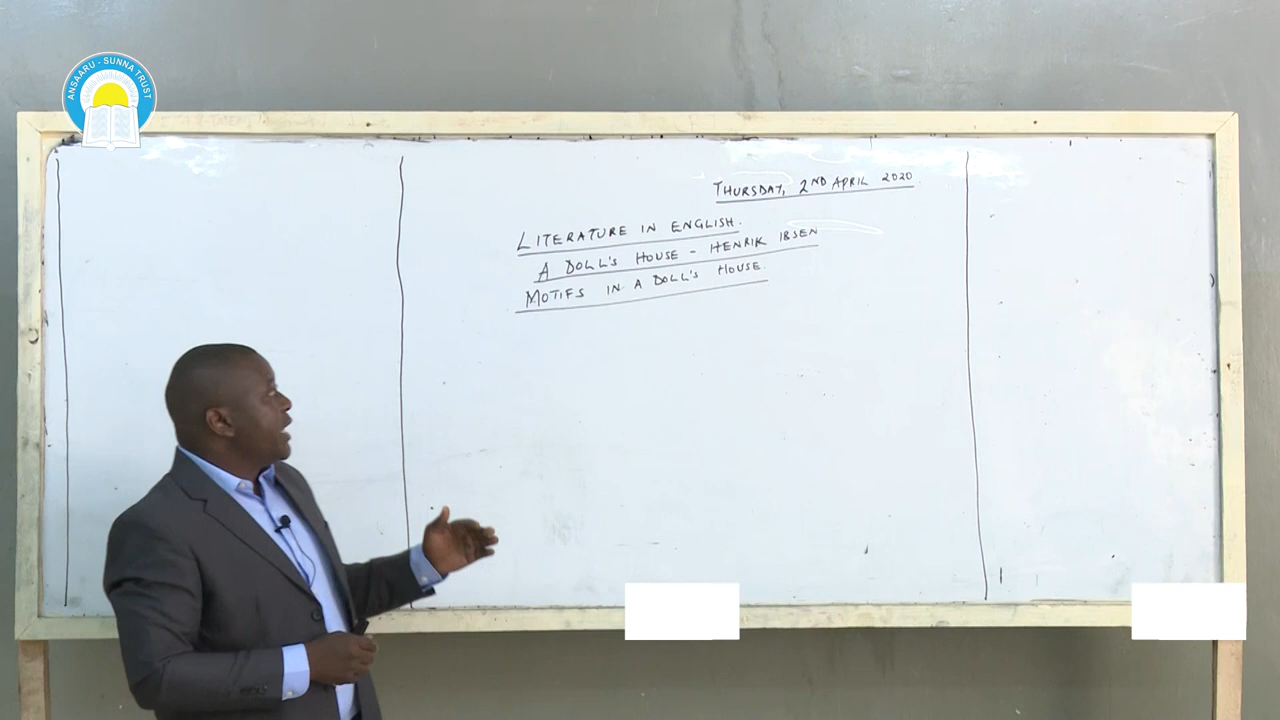 ANSAARU - SUNNA TRUST
THURSDAY, 2ND APRIL 2020
LITERATURE IN ENGLISH.
A DOLL'S HOUSE - HENRIK IBSEN
MOTIFS IN A DOLL'S HOUSE.